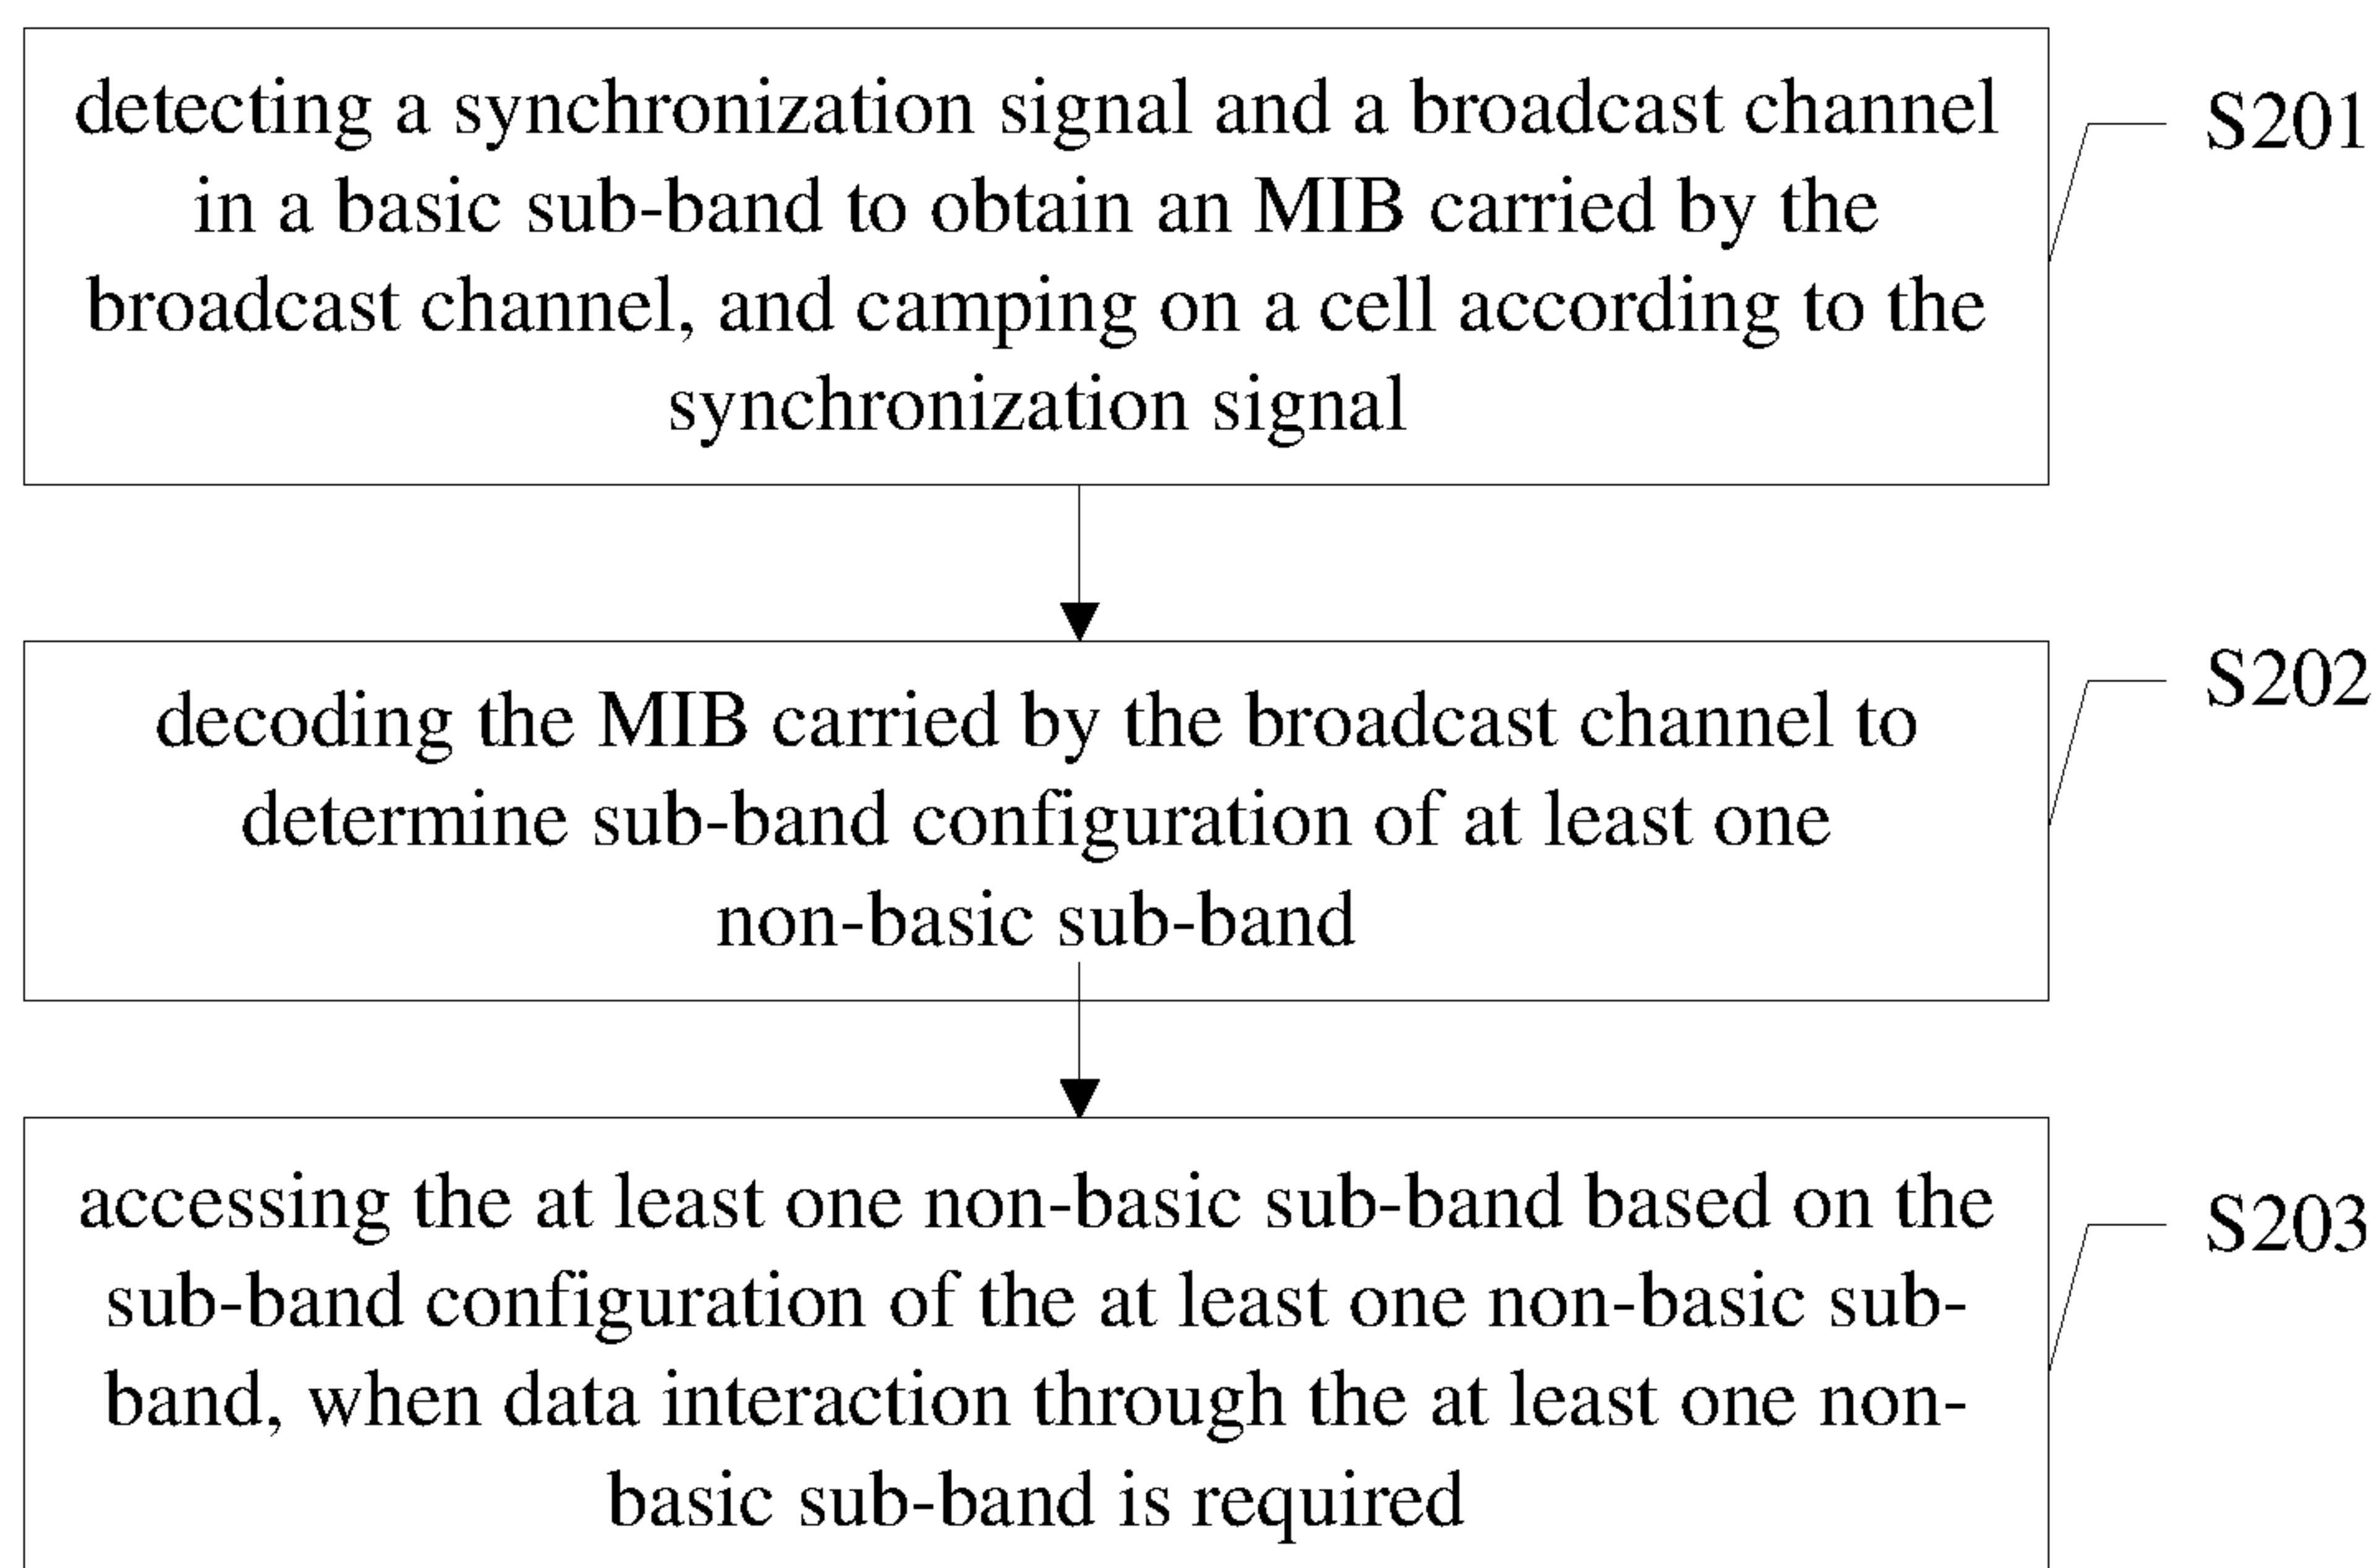 detecting a synchronization signal and a broadcast channel
in a basic sub-band to obtain an MIB carried by the
broadcast channel, and camping on a cell according to the
synchronization signal
S201
decoding the MIB carried by the broadcast channel to
determine sub-band configuration of at least one
non-basic sub-band
S202
accessing the at least one non-basic sub-band based on the
sub-band configuration of the at least one non-basic sub-
band, when data interaction through the at least one non-
basic sub-band is required
S203